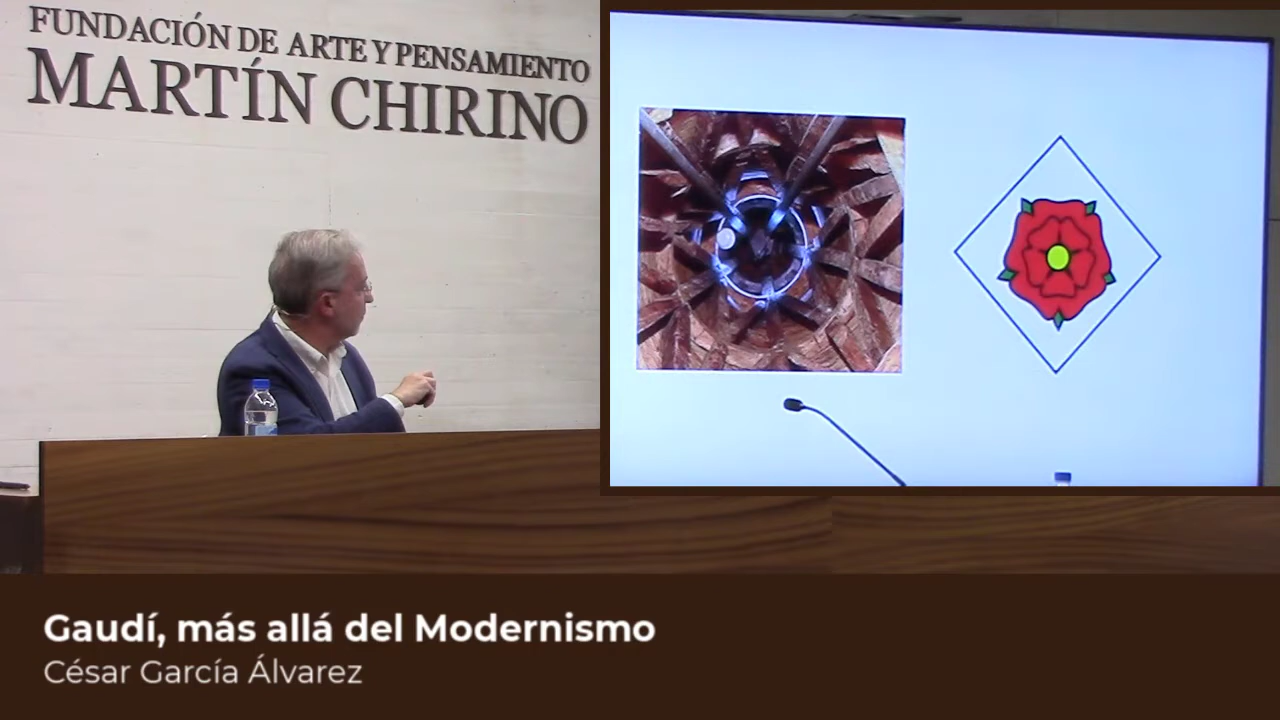 FUNDACIÓN DE ARTE Y PENSAMIENTO
MARTÍN CHIRINO
Gaudí, más allá del Modernismo
César García Álvarez